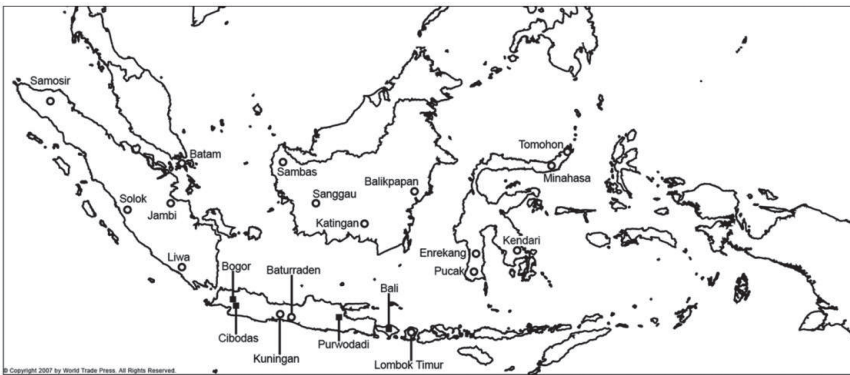 Samosir
Batam
Tomohon
Minahasa
Sambas
Sanggau
Balikpapan
Solok
Jambi
Katingan
Enrekang
Kendari
Pucak
Liwa
Bogor
Baturraden
Bali
Cibodas
Purwodadi
Kuningan
Lombok Timur
© Copyright 2007 by World Trade Press. All Rights Reserved.